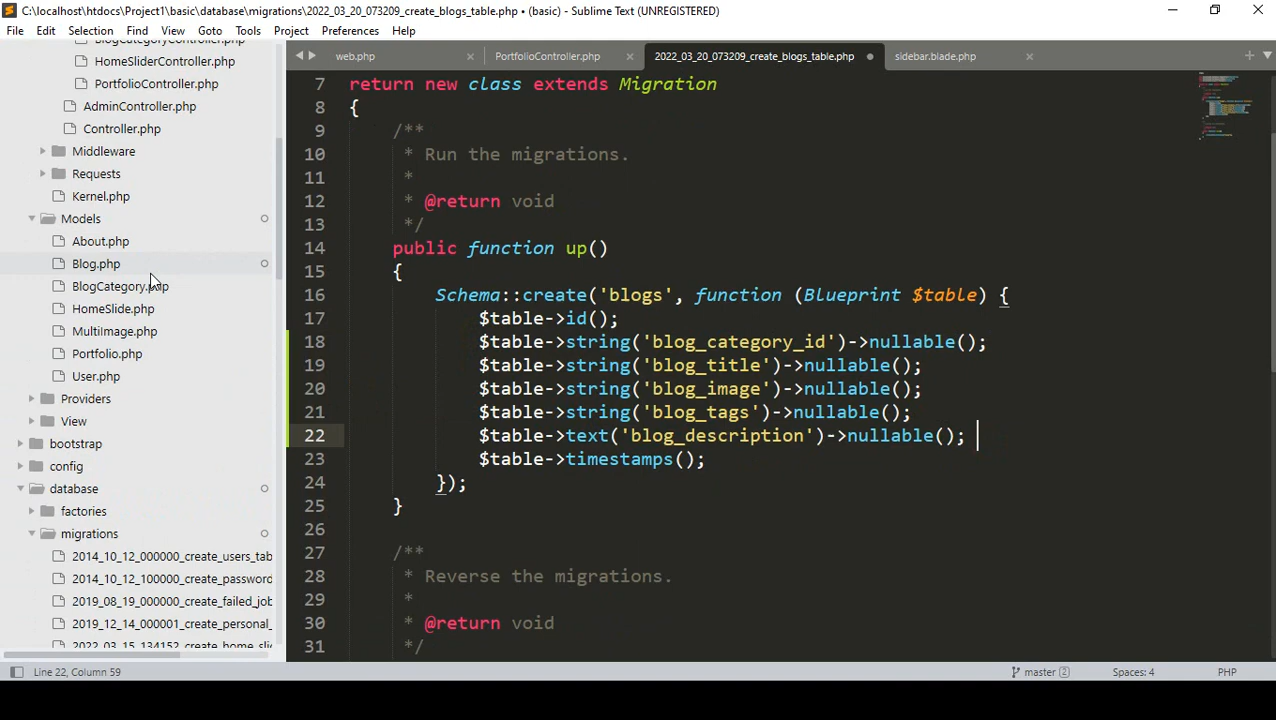 C:\localhost\htdocs\Project1\basic\database\migrations\2022_03_20_073209_create_blogs_table.php • (basic) - Sublime Text (UNREGISTERED)
File Edit Selection Find View Goto Tools Project Preferences Help
web.php PortfolioController.php 2022_03_20_073209_create_blogs_table.php sidebar.blade.php
BlogCategoryController.php
HomeSliderController.php
PortfolioController.php
AdminController.php
Controller.php
Middleware
Requests
Kernel.php
Models
About.php
Blog.php
BlogCategory.php
HomeSlide.php
MultiImage.php
Portfolio.php
User.php
Providers
View
bootstrap
config
database
factories
migrations
2014_10_12_000000_create_users_tab
2014_10_12_100000_create_password
2019_08_19_000000_create_failed_job
2019_12_14_000001_create_personal_
2022_03_15_134152_create_home_sli
7 return new class extends Migration
8 {
9 /**
10 * Run the migrations.
11 *
12 * @return void
13 */
14 public function up()
15 {
16 Schema::create('blogs', function (Blueprint $table) {
17 $table->id();
18 $table->string('blog_category_id')->nullable();
19 $table->string('blog_title')->nullable();
20 $table->string('blog_image')->nullable();
21 $table->string('blog_tags')->nullable();
22 $table->text('blog_description')->nullable();
23 $table->timestamps();
24 });
25 }
26
27 /**
28 * Reverse the migrations.
29 *
30 * @return void
31 */
Line 22, Column 59 master 2 Spaces: 4 PHP